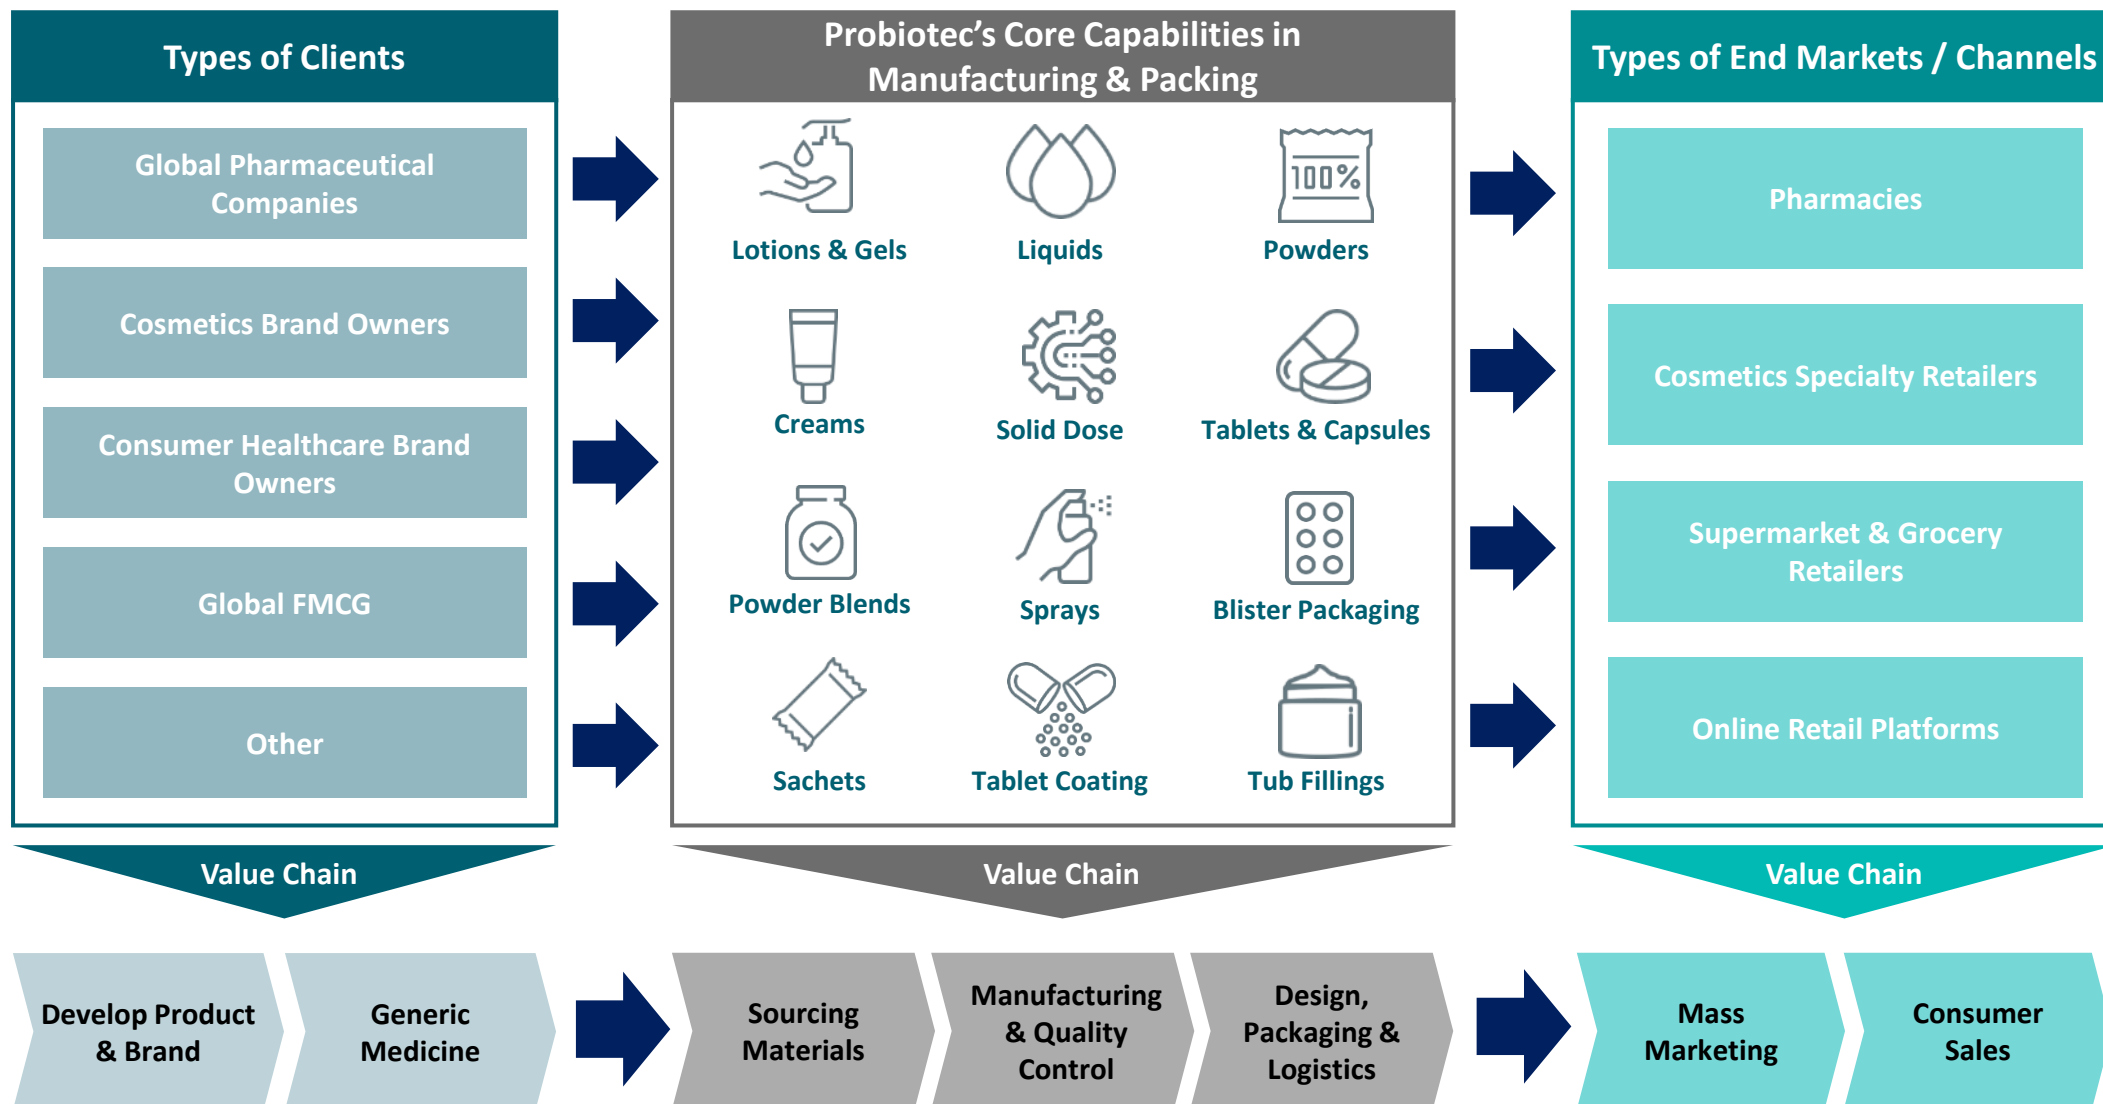 Types of Clients
Global Pharmaceutical
Companies
Cosmetics Brand Owners
Consumer Healthcare Brand
Owners
Global FMCG
Other
Probiotec’s Core Capabilities in
Manufacturing & Packing
Lotions & Gels
Liquids
100%
Powders
Creams
Solid Dose
Tablets & Capsules
Powder Blends
Sprays
Blister Packaging
Sachets
Tablet Coating
Tub Fillings
Types of End Markets / Channels
Pharmacies
Cosmetics Specialty Retailers
Supermarket & Grocery
Retailers
Online Retail Platforms
Value Chain
Value Chain
Value Chain
Develop Product
& Brand
Generic
Medicine
Sourcing
Materials
Manufacturing
& Quality
Control
Design,
Packaging &
Logistics
Mass
Marketing
Consumer
Sales